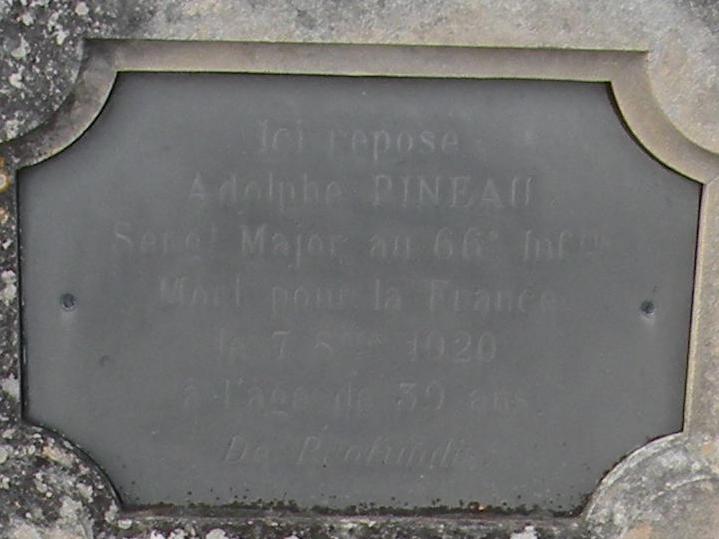 Ici repose
Adolphe PINEAU
Sergt Major au 66e Inftie
Mort pour la France
le 7 8bre 1920
à l'age de 39 ans
De Profundis